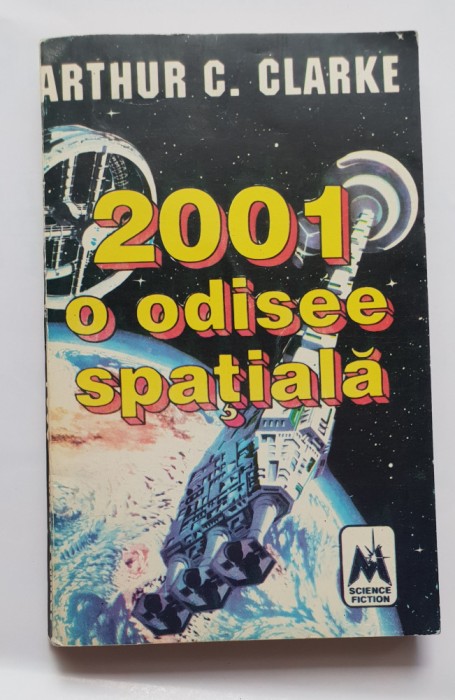 ARTHUR C. CLARKE
2001
o odisee
spațială
M
SCIENCE
FICTION